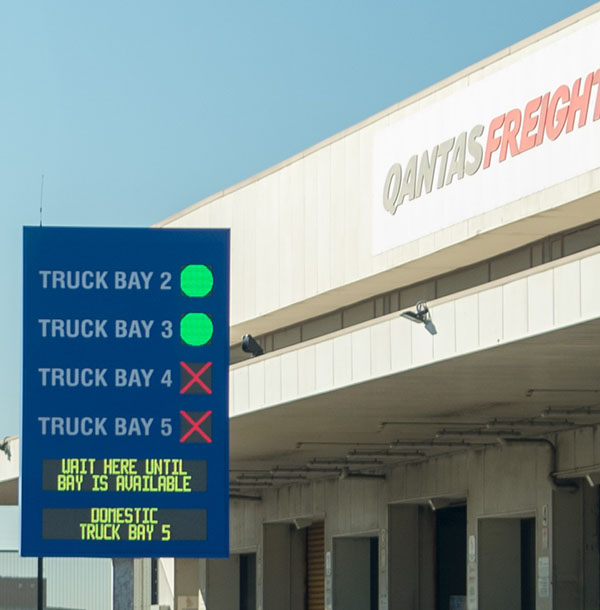 QANTAS FREIGHT
TRUCK BAY 2
TRUCK BAY 3
TRUCK BAY 4
TRUCK BAY 5
WAIT HERE UNTIL
BAY IS AVAILABLE
DOMESTIC
TRUCK BAY 5